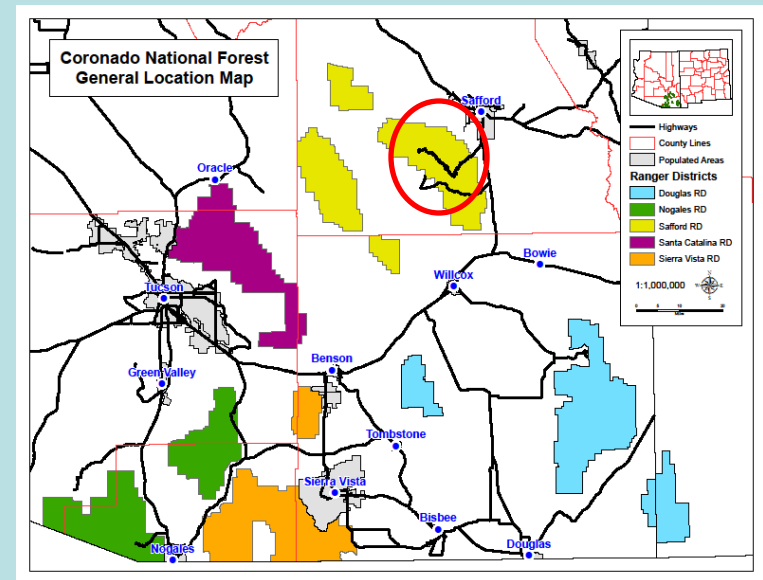 Coronado National Forest
General Location Map
Safford
Oracle
Bowie
Willcox
Tucson
Benson
Green Valley
Tombstone
Sierra Vista
Bisbee
Nogales
Douglas
Highways
County Lines
Populated Areas
Ranger Districts
Douglas RD
Nogales RD
Safford RD
Santa Catalina RD
Sierra Vista RD
1:1,000,000